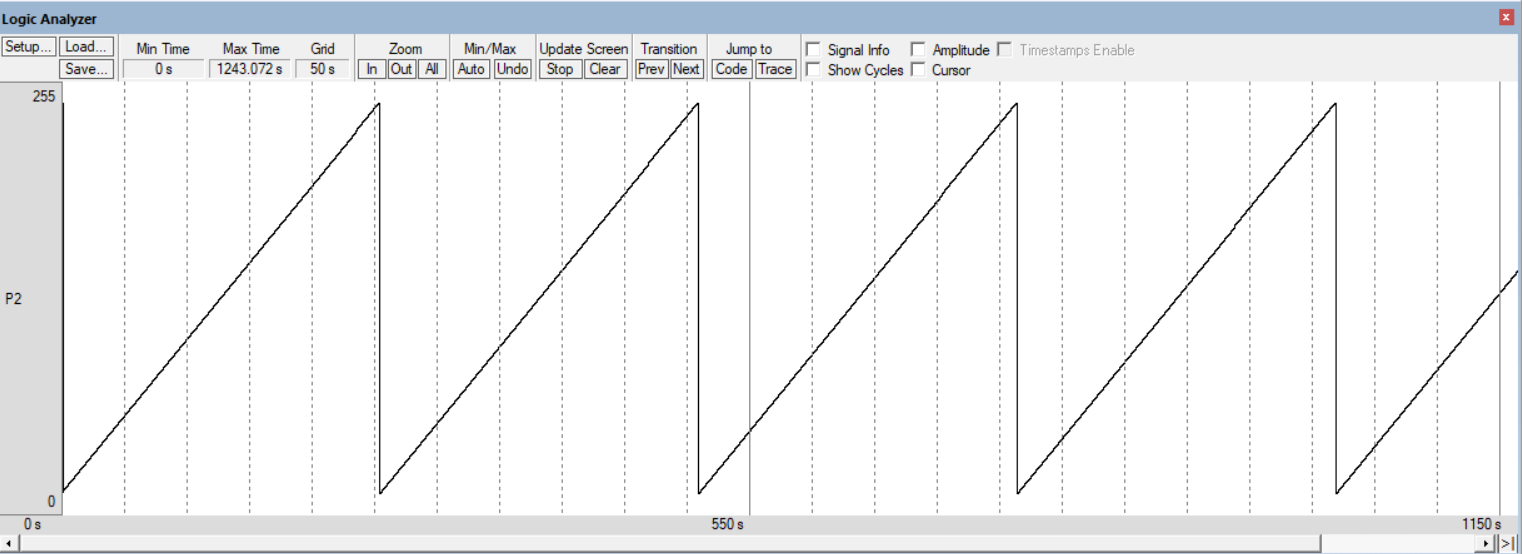 Logic Analyzer
Setup... Load... Min Time Max Time Grid Zoom Min/Max Update Screen Transition Jump to Signal Info Amplitude Timestamps Enable
Save... 0 s 1243.072 s 50 s In Out All Auto Undo Stop Clear Prev Next Code Trace Show Cycles Cursor
255
P2
0
0 s 550 s 1150 s